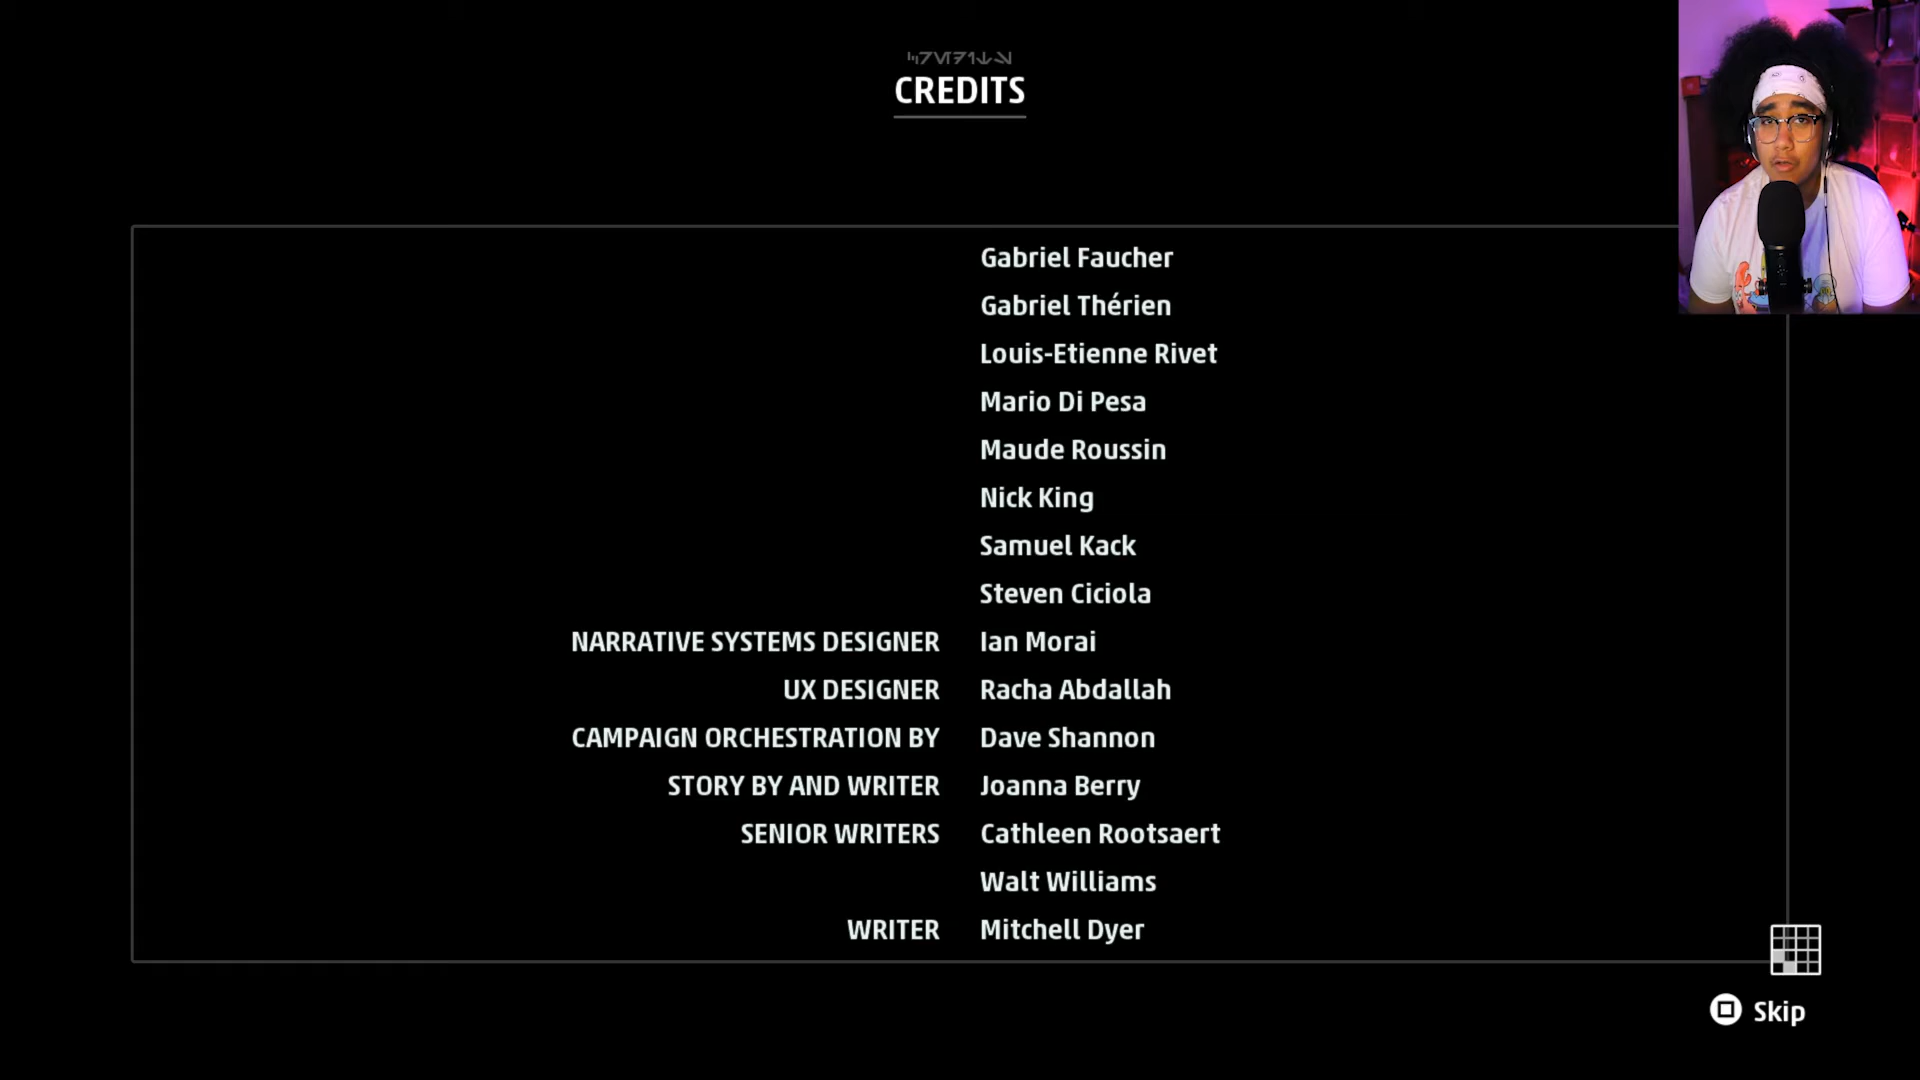 CREDITS
Gabriel Faucher
Gabriel Thérien
Louis-Etienne Rivet
Mario Di Pesa
Maude Roussin
Nick King
Samuel Kack
Steven Ciciola
NARRATIVE SYSTEMS DESIGNER Ian Morai
UX DESIGNER Racha Abdallah
CAMPAIGN ORCHESTRATION BY Dave Shannon
STORY BY AND WRITER Joanna Berry
SENIOR WRITERS Cathleen Rootsaert
Walt Williams
WRITER Mitchell Dyer
Skip